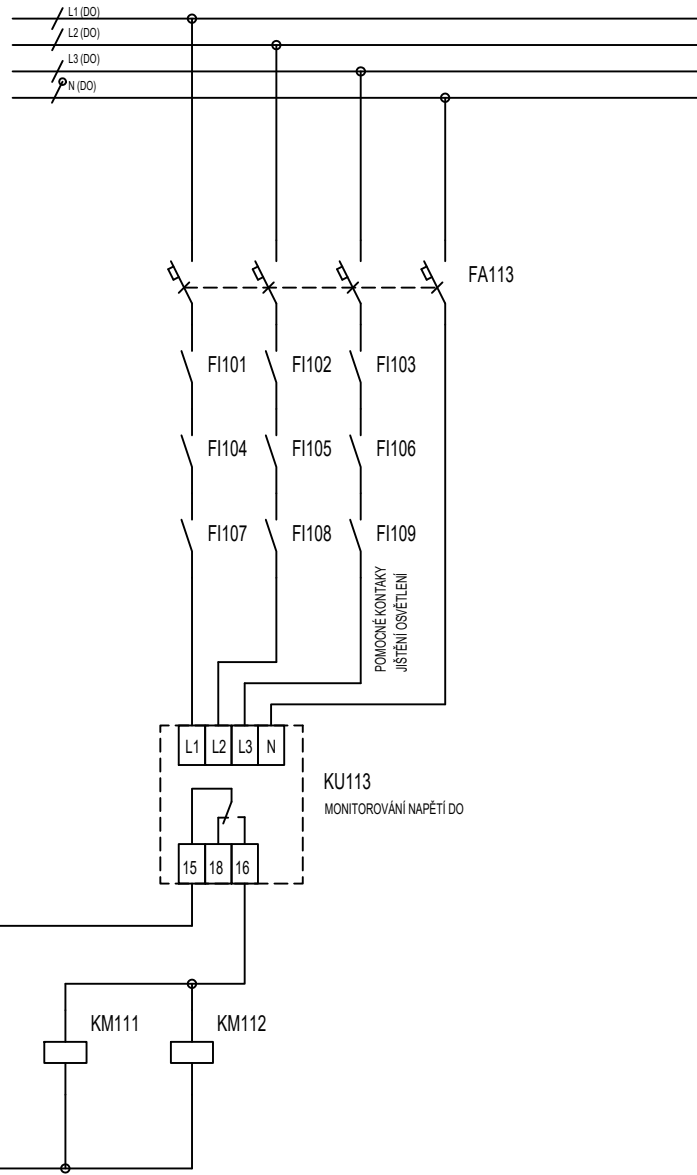 L1 (DO)
L2 (DO)
L3 (DO)
N (DO)
FA113
FI101 FI102 FI103
FI104 FI105 FI106
FI107 FI108 FI109
POMOCNÉ KONTAKY
JIŠTĚNÍ OSVĚTLENÍ
L1 L2 L3 N
KU113
MONITOROVÁNÍ NAPĚTÍ DO
15 18 16
KM111 KM112